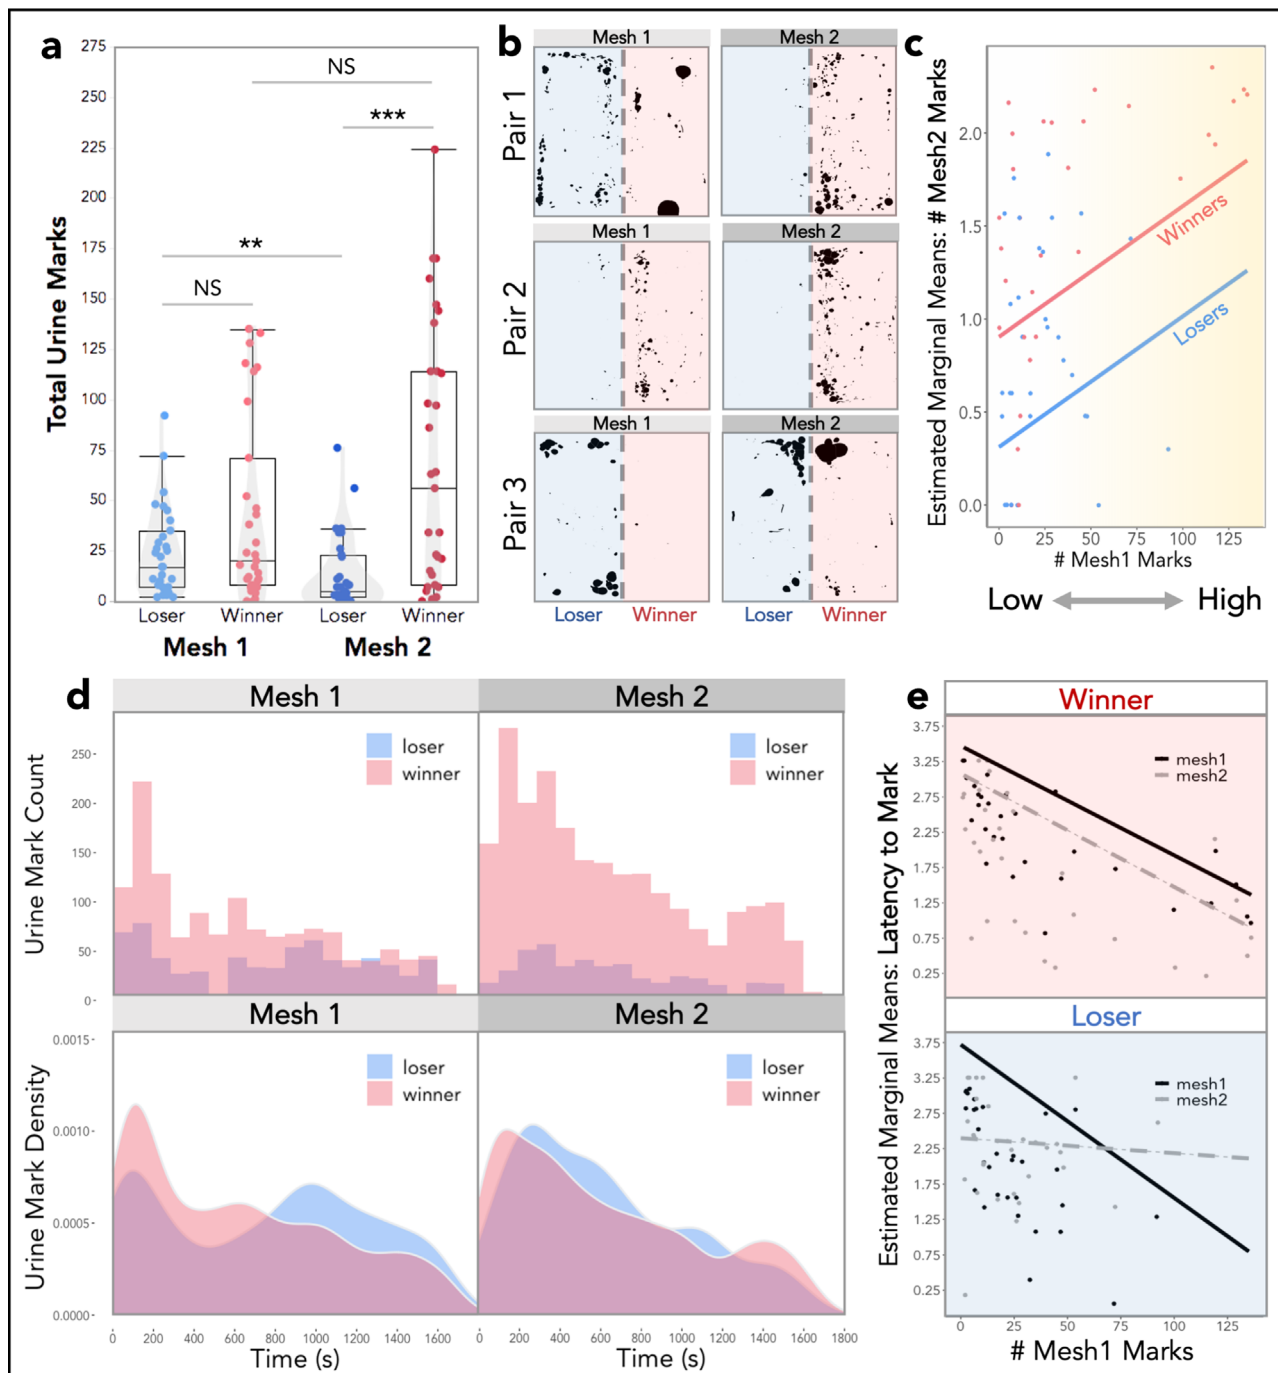 a
275
250
225
200
175
150
125
100
75
50
25
0
Total Urine Marks
NS
***
**
NS
Loser
Winner
Loser
Winner
Mesh 1
Mesh 2
b
Mesh 1
Mesh 2
Pair 1
Mesh 1
Mesh 2
Pair 2
Mesh 1
Mesh 2
Pair 3
Loser
Winner
Loser
Winner
c
Estimated Marginal Means: # Mesh2 Marks
2.0
1.5
1.0
0.5
0.0
Winners
Losers
0
25
50
75
100
125
# Mesh1 Marks
Low
High
d
Mesh 1
Mesh 2
Urine Mark Count
250
200
150
100
50
0
loser
winner
loser
winner
Mesh 1
Mesh 2
Urine Mark Density
0.0015
0.0010
0.0005
0.0000
loser
winner
loser
winner
0
200
400
600
800
1000
1200
1400
1600
0
200
400
600
800
1000
1200
1400
1600
1800
Time (s)
Time (s)
e
Winner
Estimated Marginal Means: Latency to Mark
3.75
3.25
2.75
2.25
1.75
1.25
0.75
0.25
mesh1
mesh2
Loser
3.75
3.25
2.75
2.25
1.75
1.25
0.75
0.25
mesh1
mesh2
0
25
50
75
100
125
# Mesh1 Marks